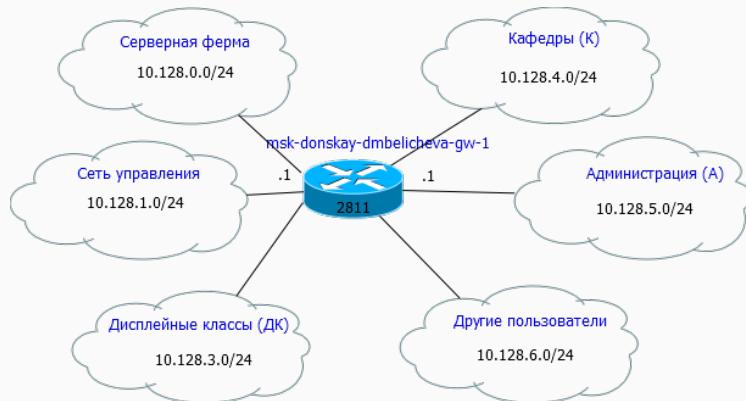 Серверная ферма
10.128.0.0/24
Кафедры (К)
10.128.4.0/24
msk-donskay-dmbelicheva-gw-1
Сеть управления
10.128.1.0/24
.1
.1
2811
Администрация (А)
10.128.5.0/24
Дисплейные классы (ДК)
10.128.3.0/24
Другие пользователи
10.128.6.0/24